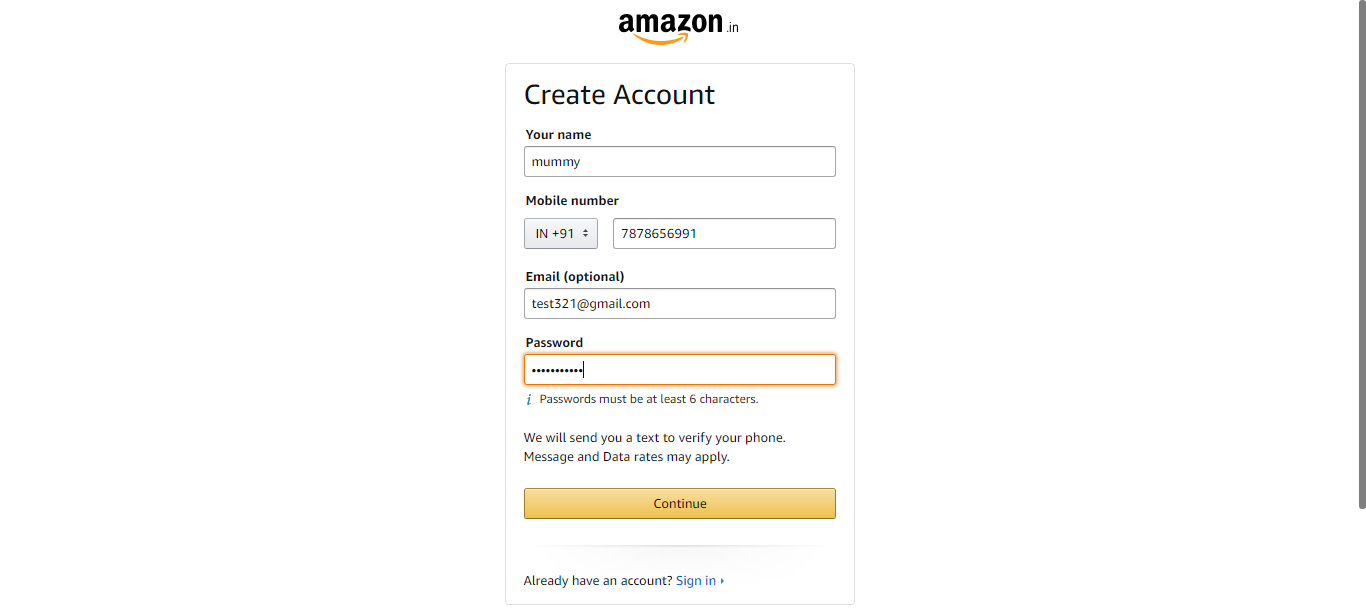 amazon.in
Create Account
Your name
mummy
Mobile number
IN +91
7878656991
Email (optional)
test321@gmail.com
Password
•••••••••••
i Passwords must be at least 6 characters.
We will send you a text to verify your phone.
Message and Data rates may apply.
Continue
Already have an account? Sign in